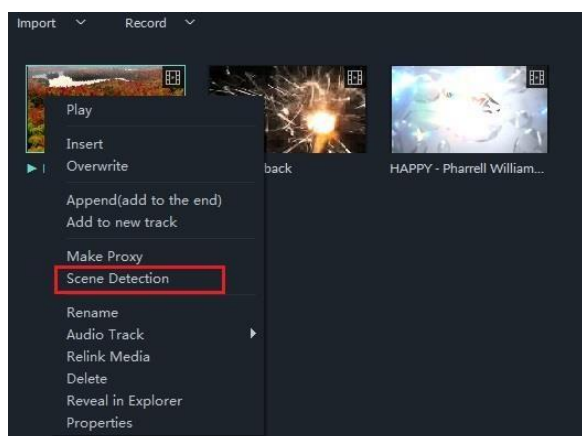 Import Record
Play
Insert
Overwrite
back
HAPPY - Pharrell William...
Append(add to the end)
Add to new track
Make Proxy
Scene Detection
Rename
Audio Track
Relink Media
Delete
Reveal in Explorer
Properties